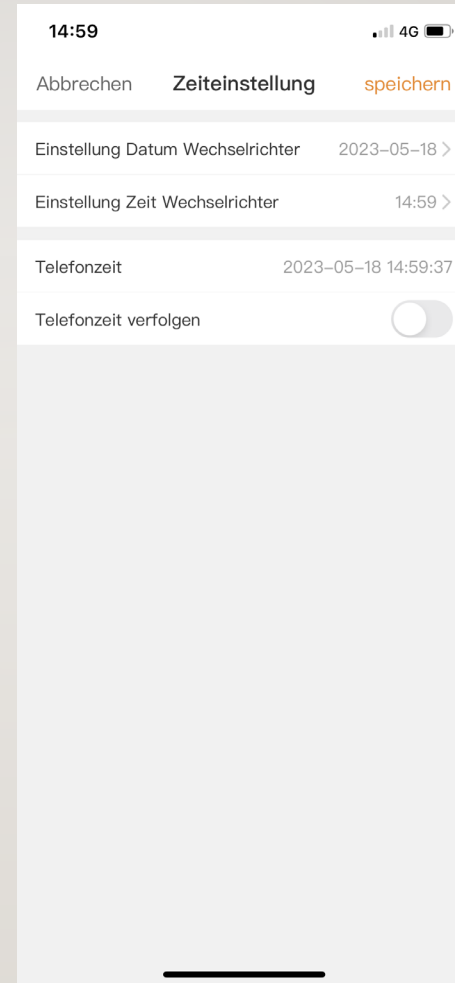 14:59 4G
Abbrechen Zeiteinstellung speichern
Einstellung Datum Wechselrichter 2023-05-18
Einstellung Zeit Wechselrichter 14:59
Telefonzeit 2023-05-18 14:59:37
Telefonzeit verfolgen